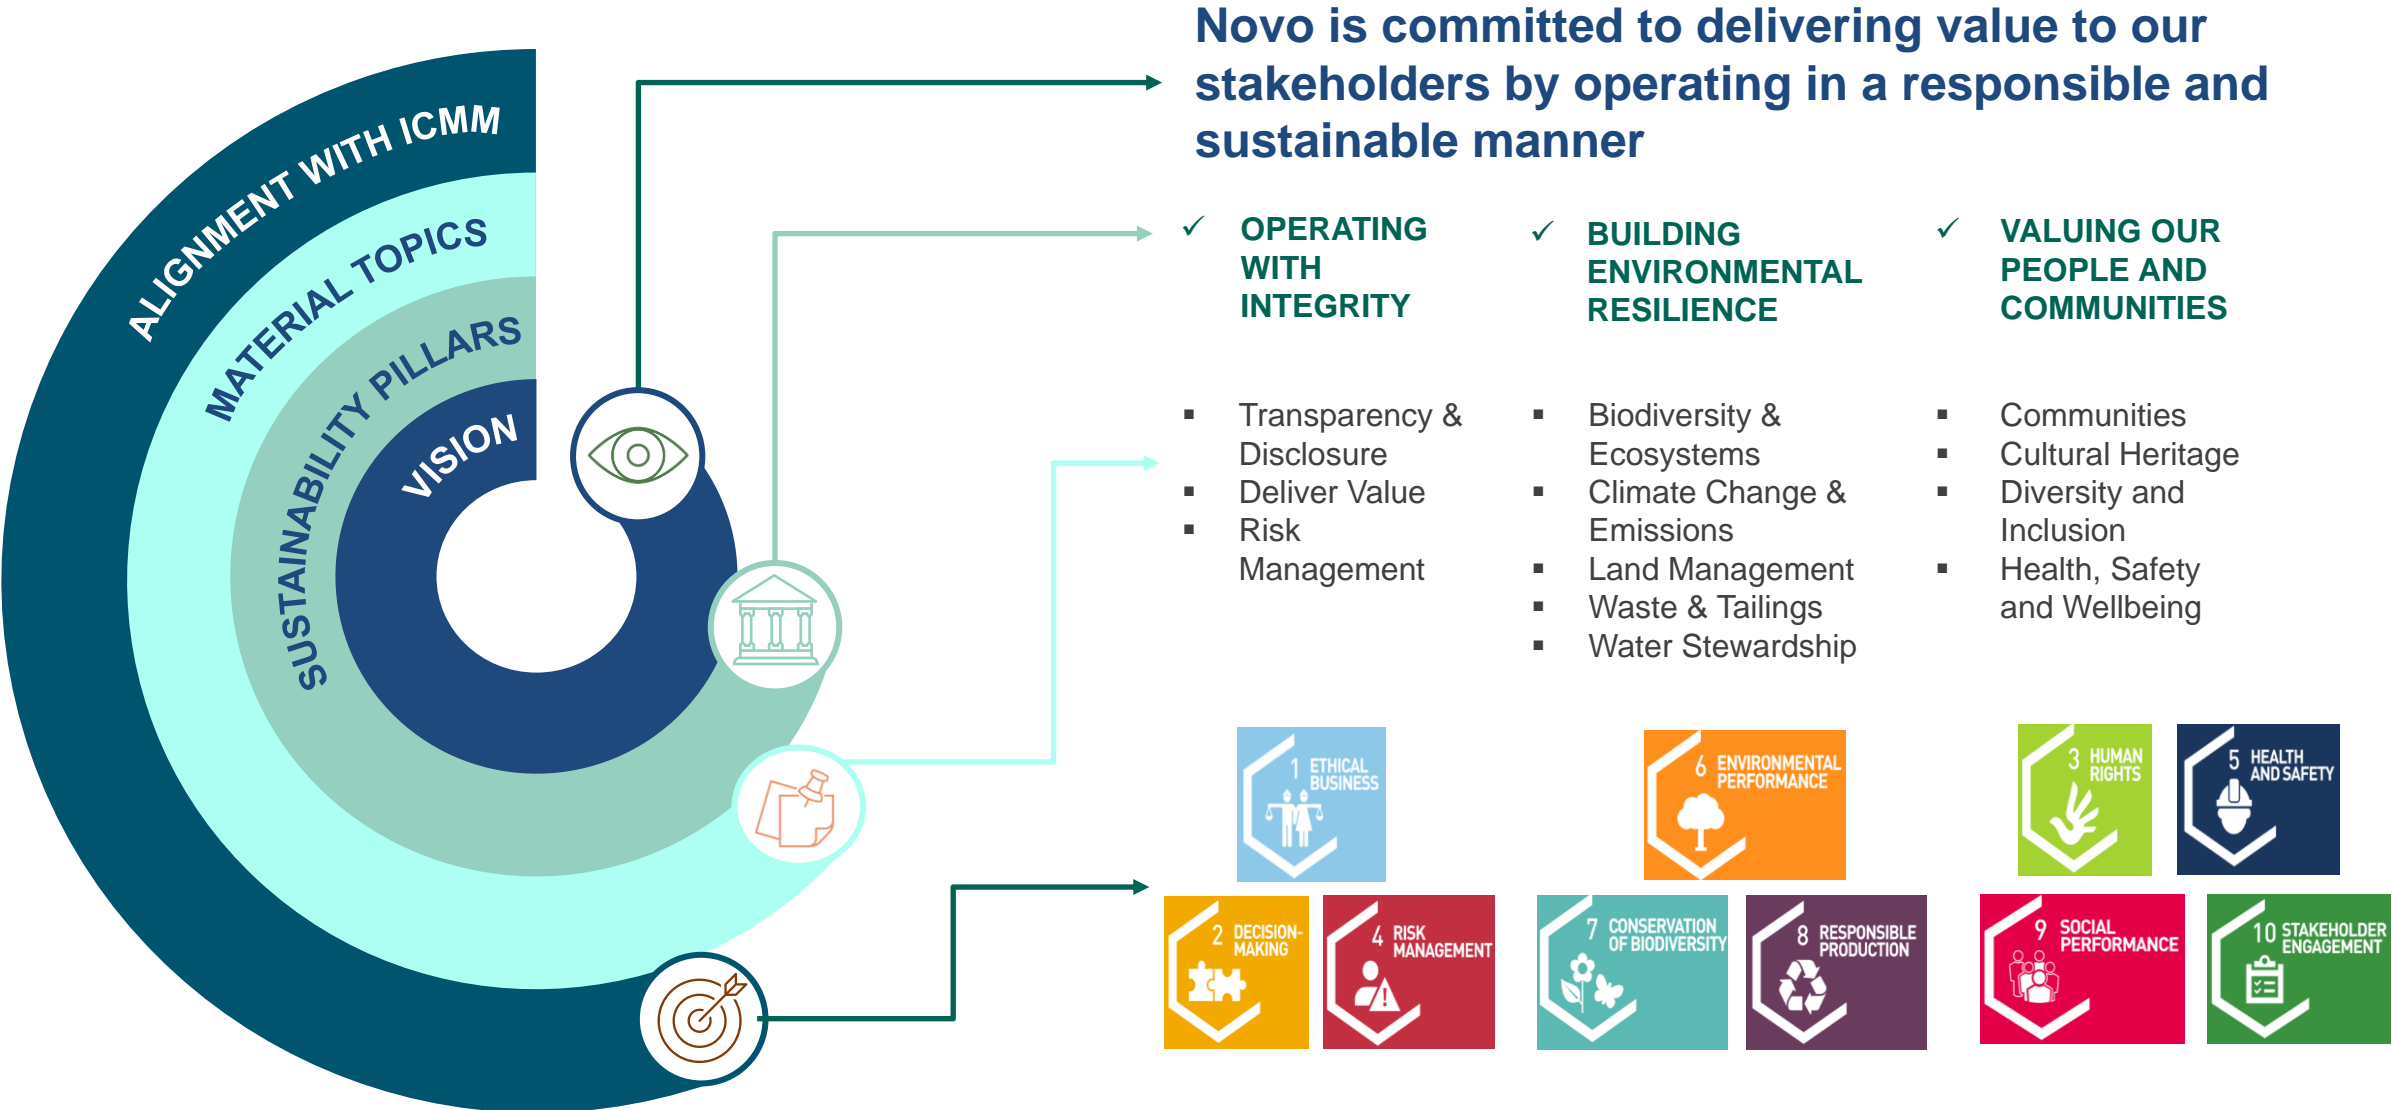 Novo is committed to delivering value to our
stakeholders by operating in a responsible and
sustainable manner
ALIGNMENT WITH ICMM
MATERIAL TOPICS
SUSTAINABILITY PILLARS
VISION
OPERATING
WITH
INTEGRITY
BUILDING
ENVIRONMENTAL
RESILIENCE
VALUING OUR
PEOPLE AND
COMMUNITIES
Transparency &
Disclosure
Deliver Value
Risk
Management
Biodiversity &
Ecosystems
Climate Change &
Emissions
Land Management
Waste & Tailings
Water Stewardship
Communities
Cultural Heritage
Diversity and
Inclusion
Health, Safety
and Wellbeing
1 ETHICAL
BUSINESS
2 DECISION-
MAKING
4 RISK
MANAGEMENT
6 ENVIRONMENTAL
PERFORMANCE
7 CONSERVATION
OF BIODIVERSITY
8 RESPONSIBLE
PRODUCTION
3 HUMAN
RIGHTS
5 HEALTH
AND SAFETY
9 SOCIAL
PERFORMANCE
10 STAKEHOLDER
ENGAGEMENT